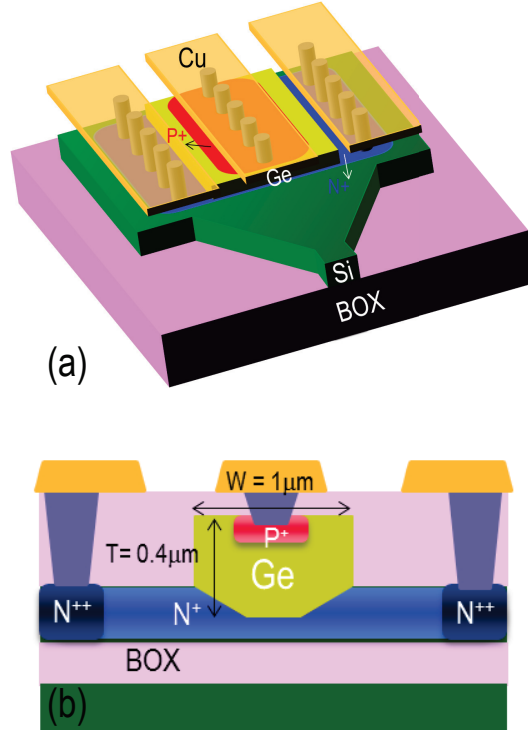 Cu
P+
Ge
N+
Si
BOX
(a)
W = 1μm
T= 0.4μm
P⁺
Ge
N⁺⁺
N⁺
N⁺⁺
BOX
(b)